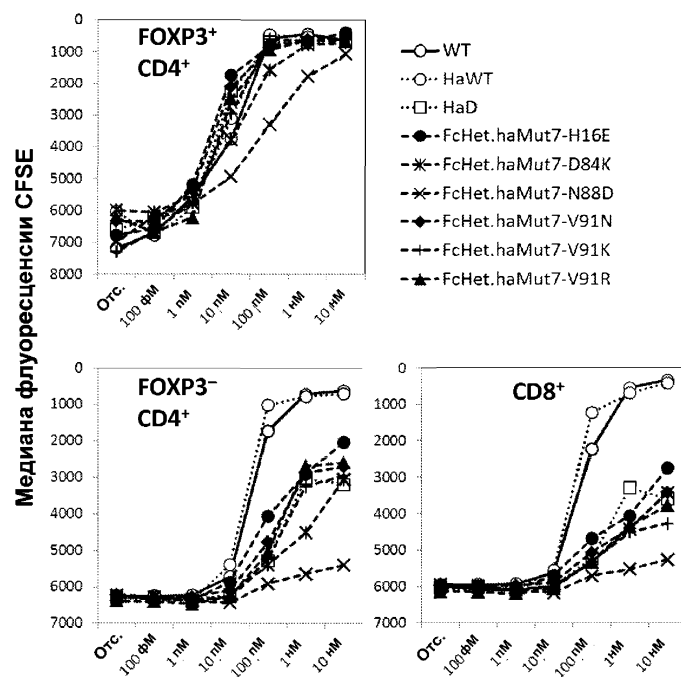 Медиана флуоресценции CFSE
0
1000
2000
3000
4000
5000
6000
7000
8000
FOXP3⁺
CD4⁺
Отс.
100 фМ
1 пМ
10 пМ
100 пМ
1 нМ
10 нМ
WT
HaWT
HaD
FcHet.haMut7-H16E
FcHet.haMut7-D84K
FcHet.haMut7-N88D
FcHet.haMut7-V91N
FcHet.haMut7-V91K
FcHet.haMut7-V91R
0
1000
2000
3000
4000
5000
6000
7000
FOXP3⁻
CD4⁺
Отс.
100 фМ
1 пМ
10 пМ
100 пМ
1 нМ
10 нМ
0
1000
2000
3000
4000
5000
6000
7000
CD8⁺
Отс.
100 фМ
1 пМ
10 пМ
100пМ
1 нМ
10 нМ